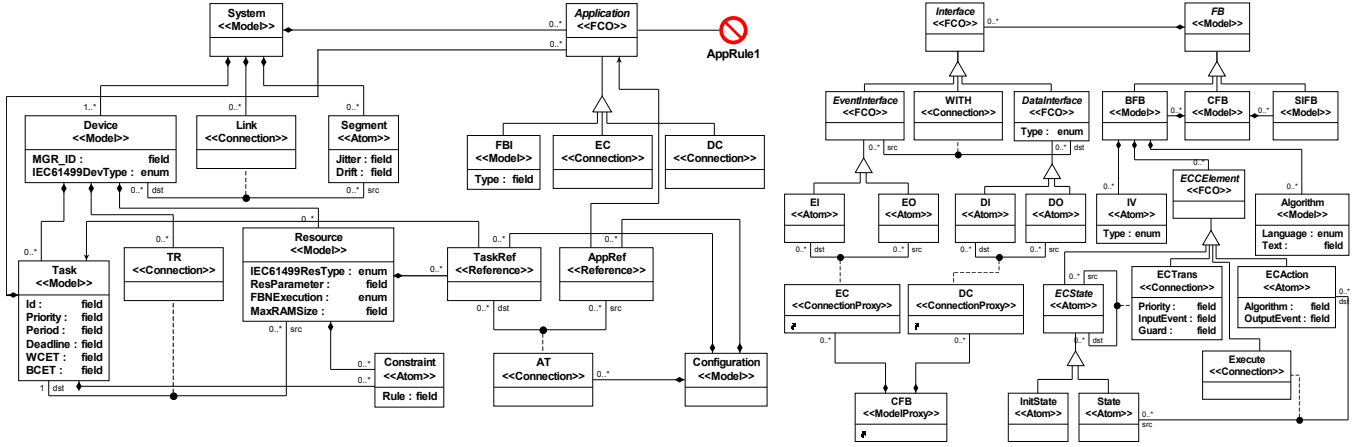 System
<<Model>>
0..*
Application
<<FCO>>
0..*
AppRule1
1..*
0..*
0..*
Device
<<Model>>
MGR_ID : field
IEC61499DevType : enum
0..* dst
Link
<<Connection>>
Segment
<<Atom>>
Jitter : field
Drift : field
0..* src
FBI
<<Model>>
Type : field
EC
<<Connection>>
DC
<<Connection>>
0..*
0..*
0..*
Task
<<Model>>
Id : field
Priority : field
Period : field
Deadline : field
WCET : field
BCET : field
1 dst
TR
<<Connection>>
Resource
<<Model>>
IEC61499ResType : enum
ResParameter : field
FBNExecution : enum
MaxRAMSize : field
0..* src
0..*
0..*
TaskRef
<<Reference>>
0..*
dst
0..*
AppRef
<<Reference>>
0..*
src
0..*
0..*
Constraint
<<Atom>>
Rule : field
AT
<<Connection>>
0..*
Configuration
<<Model>>
Interface
<<FCO>>
0..*
FB
<<Model>>
EventInterface
<<FCO>>
0..* src
WITH
<<Connection>>
DataInterface
<<FCO>>
Type : enum
0..*
dst
BFB
<<Model>>
0..*
CFB
<<Model>>
0..*
SIFB
<<Model>>
EI
<<Atom>>
0..* dst
EO
<<Atom>>
0..*
src
DI
<<Atom>>
0..* dst
DO
<<Atom>>
0..*
src
0..*
IV
<<Atom>>
Type : enum
0..*
ECCElement
<<FCO>>
0..*
Algorithm
<<Model>>
Language : enum
Text : field
EC
<<ConnectionProxy>>
0..*
DC
<<ConnectionProxy>>
0..*
CFB
<<ModelProxy>>
0..*
src
ECState
<<Atom>>
0..*
dst
ECTrans
<<Connection>>
Priority : field
InputEvent : field
Guard : field
ECAction
<<Atom>>
Algorithm : field
OutputEvent : field
0..*
dst
Execute
<<Connection>>
InitState
<<Atom>>
State
<<Atom>>
0..*
src